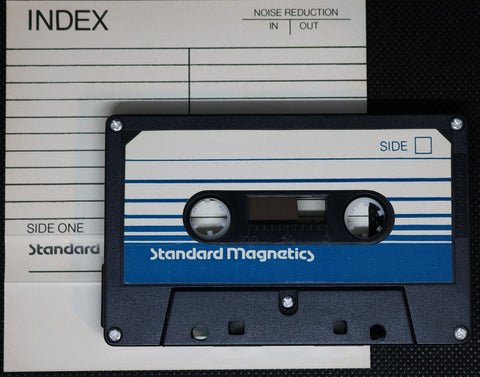 INDEX
NOISE REDUCTION
IN OUT
SIDE
SIDE ONE
Standard
Standard Magnetics